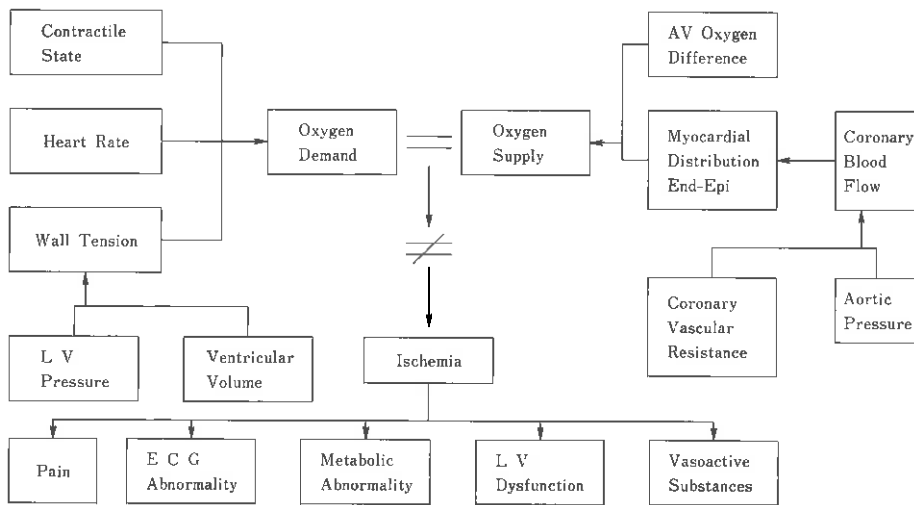 Contractile
State
AV Oxygen
Difference
Heart Rate
Oxygen
Demand
Oxygen
Supply
Myocardial
Distribution
End-Epi
Coronary
Blood
Flow
Wall Tension
Coronary
Vascular
Resistance
Aortic
Pressure
L V
Pressure
Ventricular
Volume
Ischemia
Pain
E C G
Abnormality
Metabolic
Abnormality
L V
Dysfunction
Vasoactive
Substances